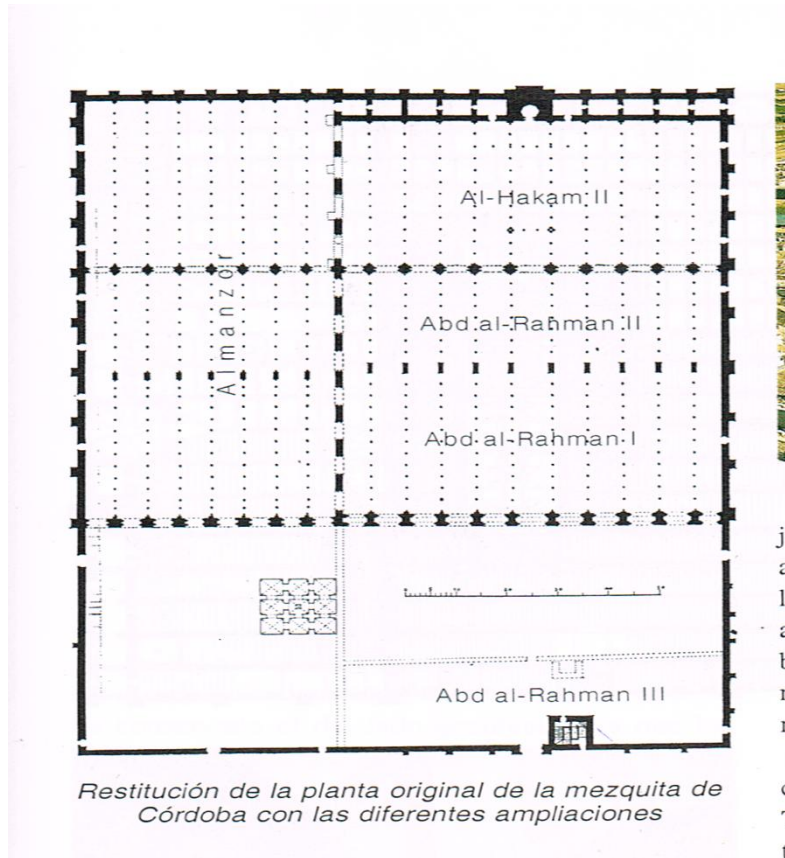 Al-Hakam II
Almanzor
Abd al-Rahman II
Abd al-Rahman I
Abd al-Rahman III
Restitución de la planta original de la mezquita de
Córdoba con las diferentes ampliaciones